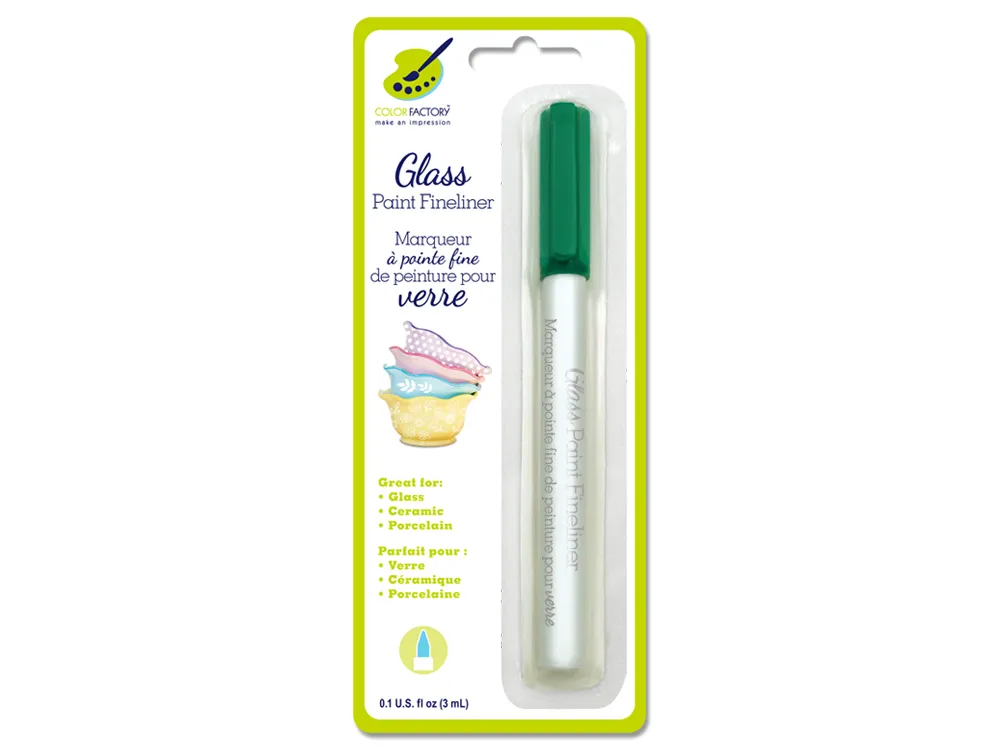 COLOR FACTORY™
make an impression
Glass
Paint Fineliner
Marqueur
à pointe fine
de peinture pour
verre
Great for:
• Glass
• Ceramic
• Porcelain
Parfait pour :
• Verre
• Céramique
• Porcelaine
0.1 U.S. fl oz (3 mL)
Glass Paint Fineliner
Marqueur à pointe fine de peinture pour verre